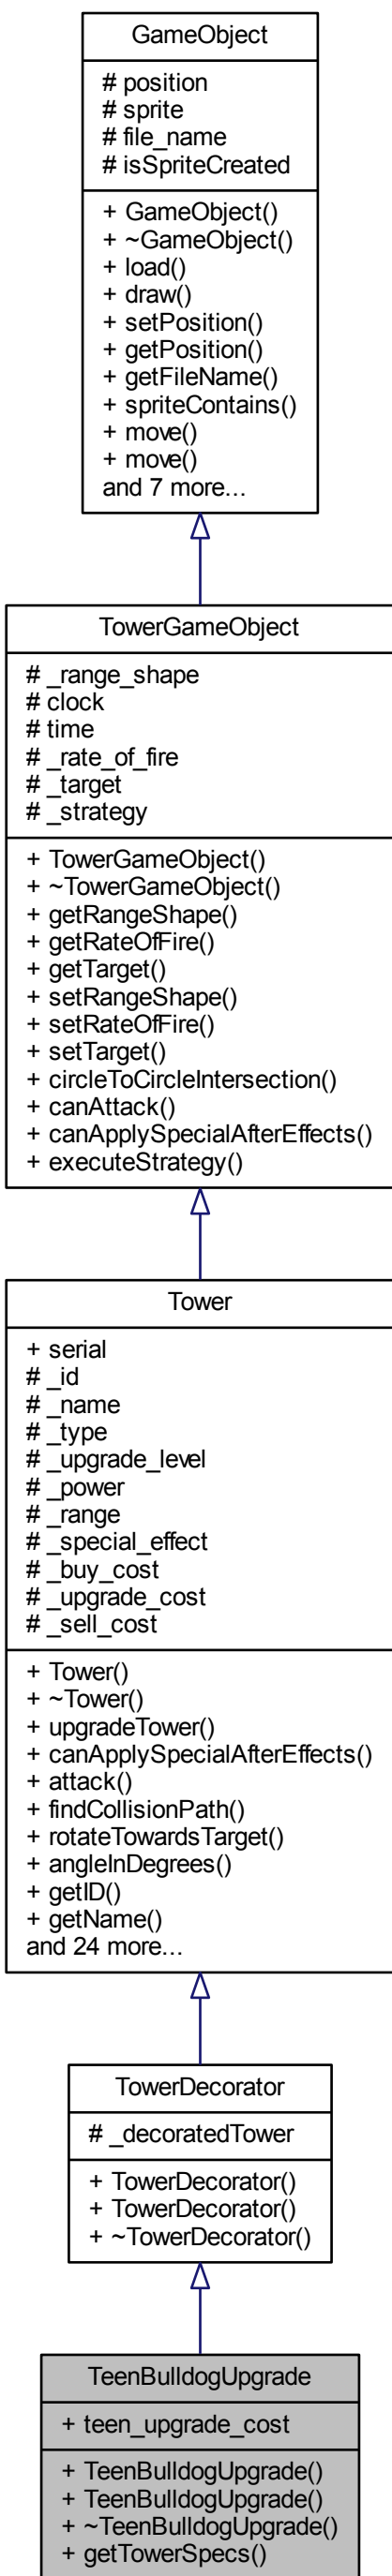 GameObject
# position
# sprite
# file_name
# isSpriteCreated
+ GameObject()
+ ~GameObject()
+ load()
+ draw()
+ setPosition()
+ getPosition()
+ getFileName()
+ spriteContains()
+ move()
+ move()
and 7 more...
TowerGameObject
# _range_shape
# clock
# time
# _rate_of_fire
# _target
# _strategy
+ TowerGameObject()
+ ~TowerGameObject()
+ getRangeShape()
+ getRateOfFire()
+ getTarget()
+ setRangeShape()
+ setRateOfFire()
+ setTarget()
+ circleToCircleIntersection()
+ canAttack()
+ canApplySpecialAfterEffects()
+ executeStrategy()
Tower
+ serial
# _id
# _name
# _type
# _upgrade_level
# _power
# _range
# _special_effect
# _buy_cost
# _upgrade_cost
# _sell_cost
+ Tower()
+ ~Tower()
+ upgradeTower()
+ canApplySpecialAfterEffects()
+ attack()
+ findCollisionPath()
+ rotateTowardsTarget()
+ angleInDegrees()
+ getID()
+ getName()
and 24 more...
TowerDecorator
# _decoratedTower
+ TowerDecorator()
+ TowerDecorator()
+ ~TowerDecorator()
TeenBulldogUpgrade
+ teen_upgrade_cost
+ TeenBulldogUpgrade()
+ TeenBulldogUpgrade()
+ ~TeenBulldogUpgrade()
+ getTowerSpecs()